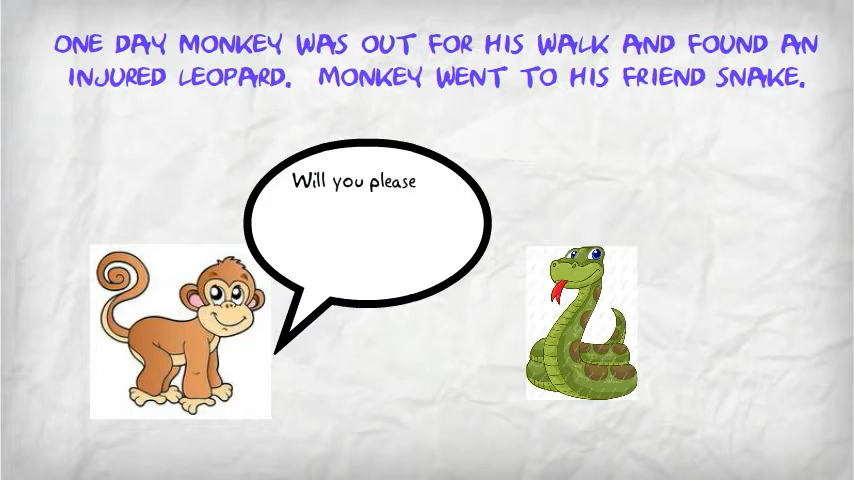 ONE DAY MONKEY WAS OUT FOR HIS WALK AND FOUND AN
INJURED LEOPARD. MONKEY WENT TO HIS FRIEND SNAKE.
Will you please